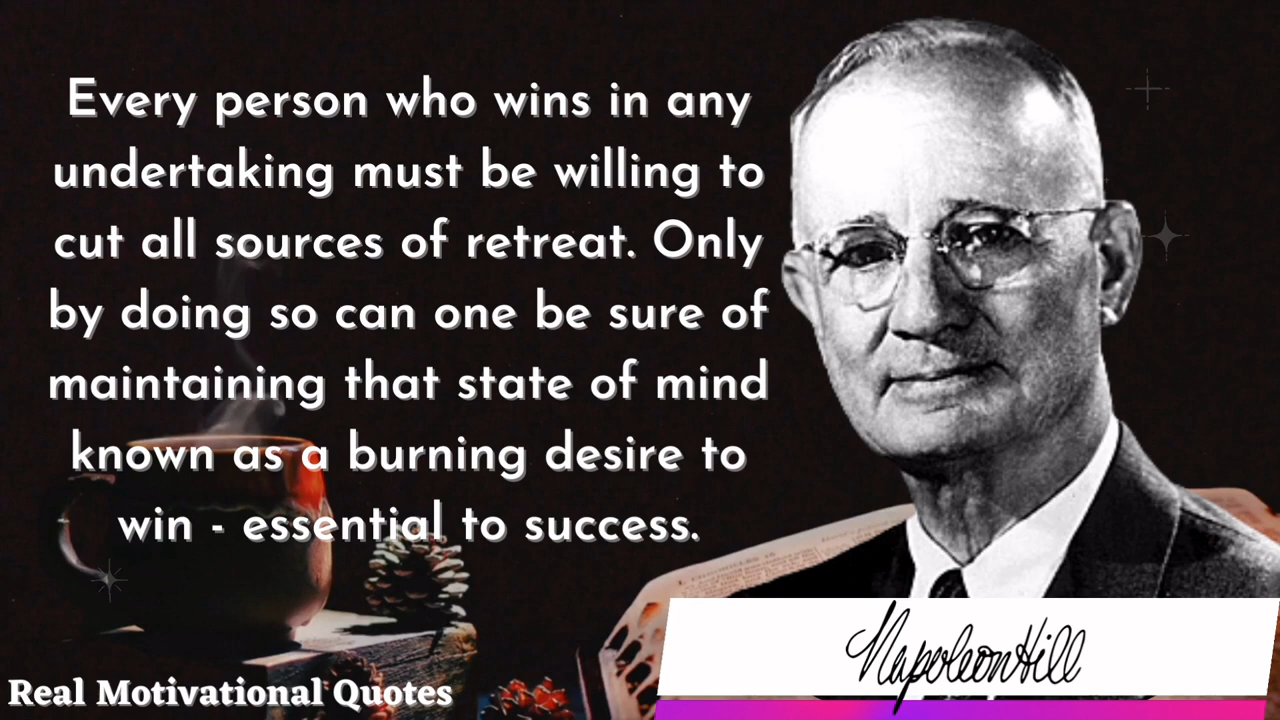 Every person who wins in any
undertaking must be willing to
cut all sources of retreat. Only
by doing so can one be sure of
maintaining that state of mind
known as a burning desire to
win - essential to success.
Napoleon Hill
Real Motivational Quotes